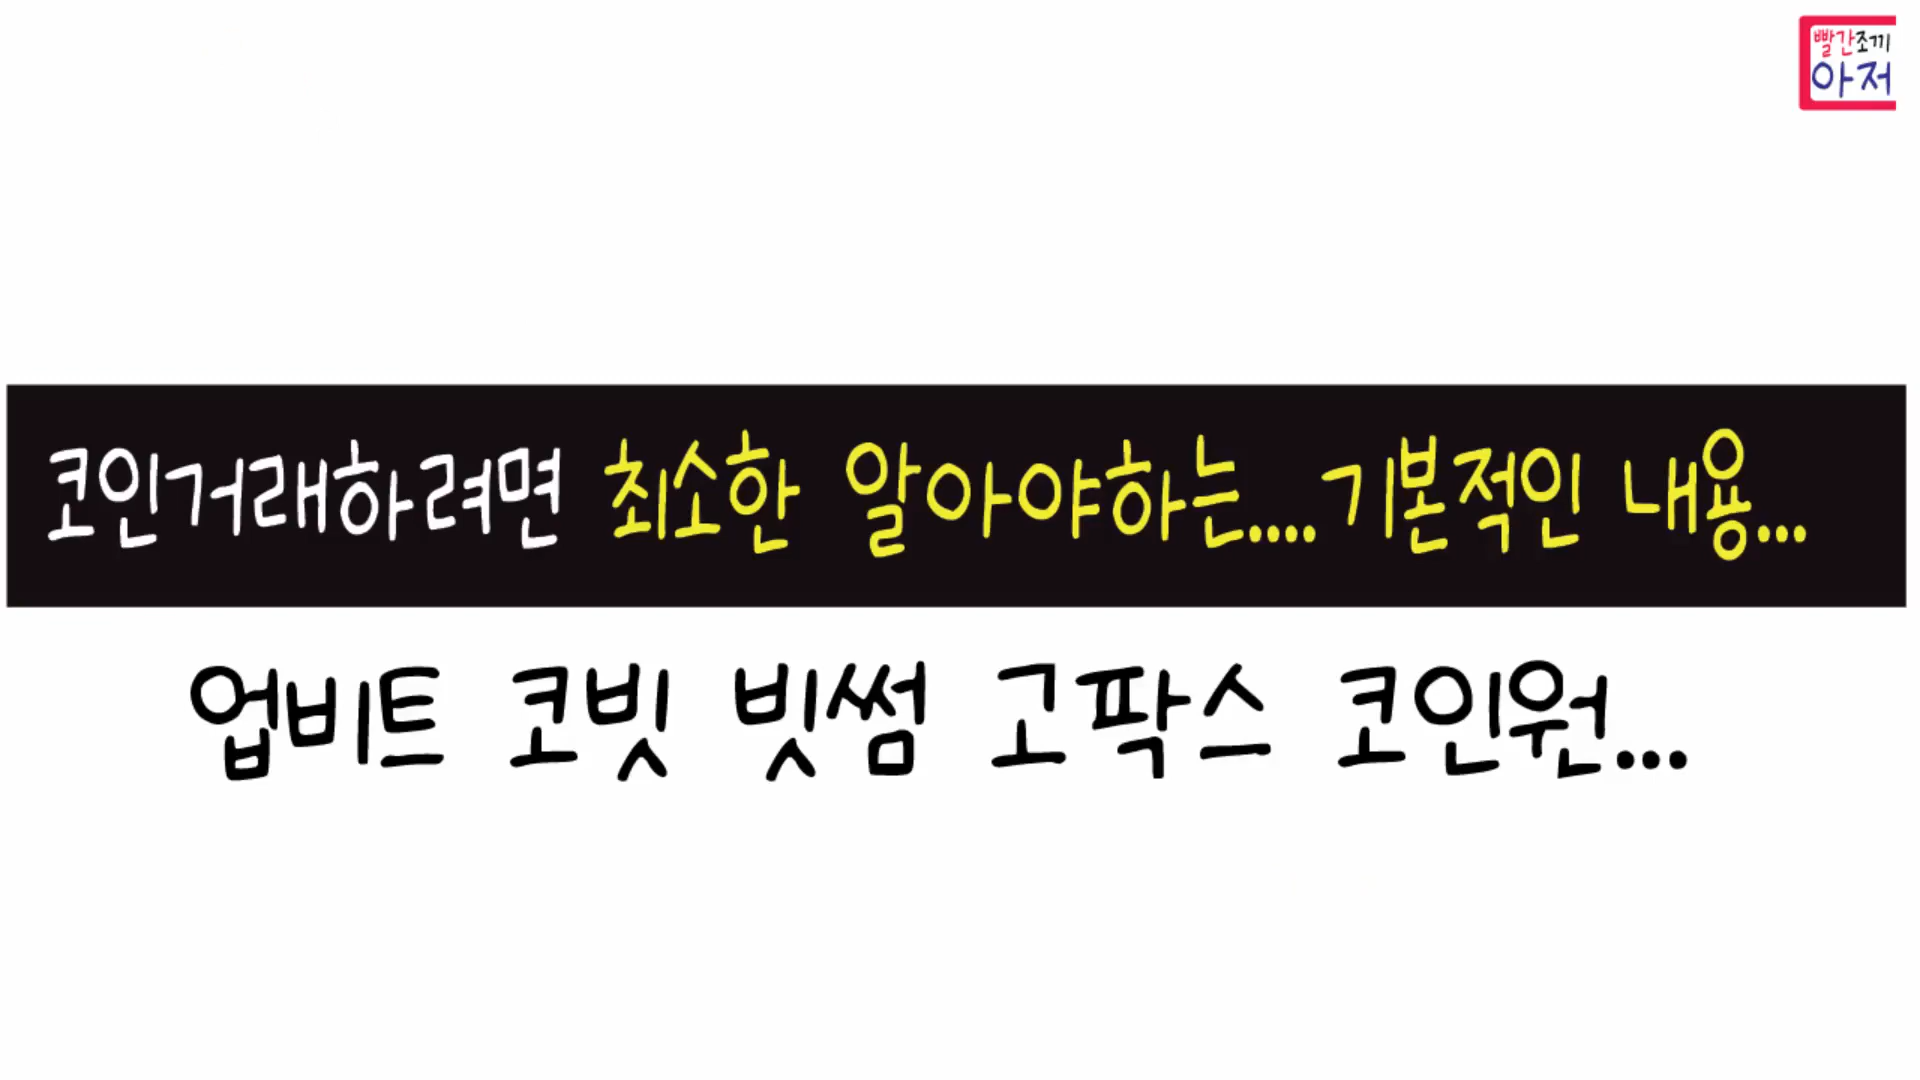 빨간조끼
아저
코인거래하려면 최소한 알아야하는....기본적인 내용...
업비트 코빗 빗썸 고팍스 코인원...